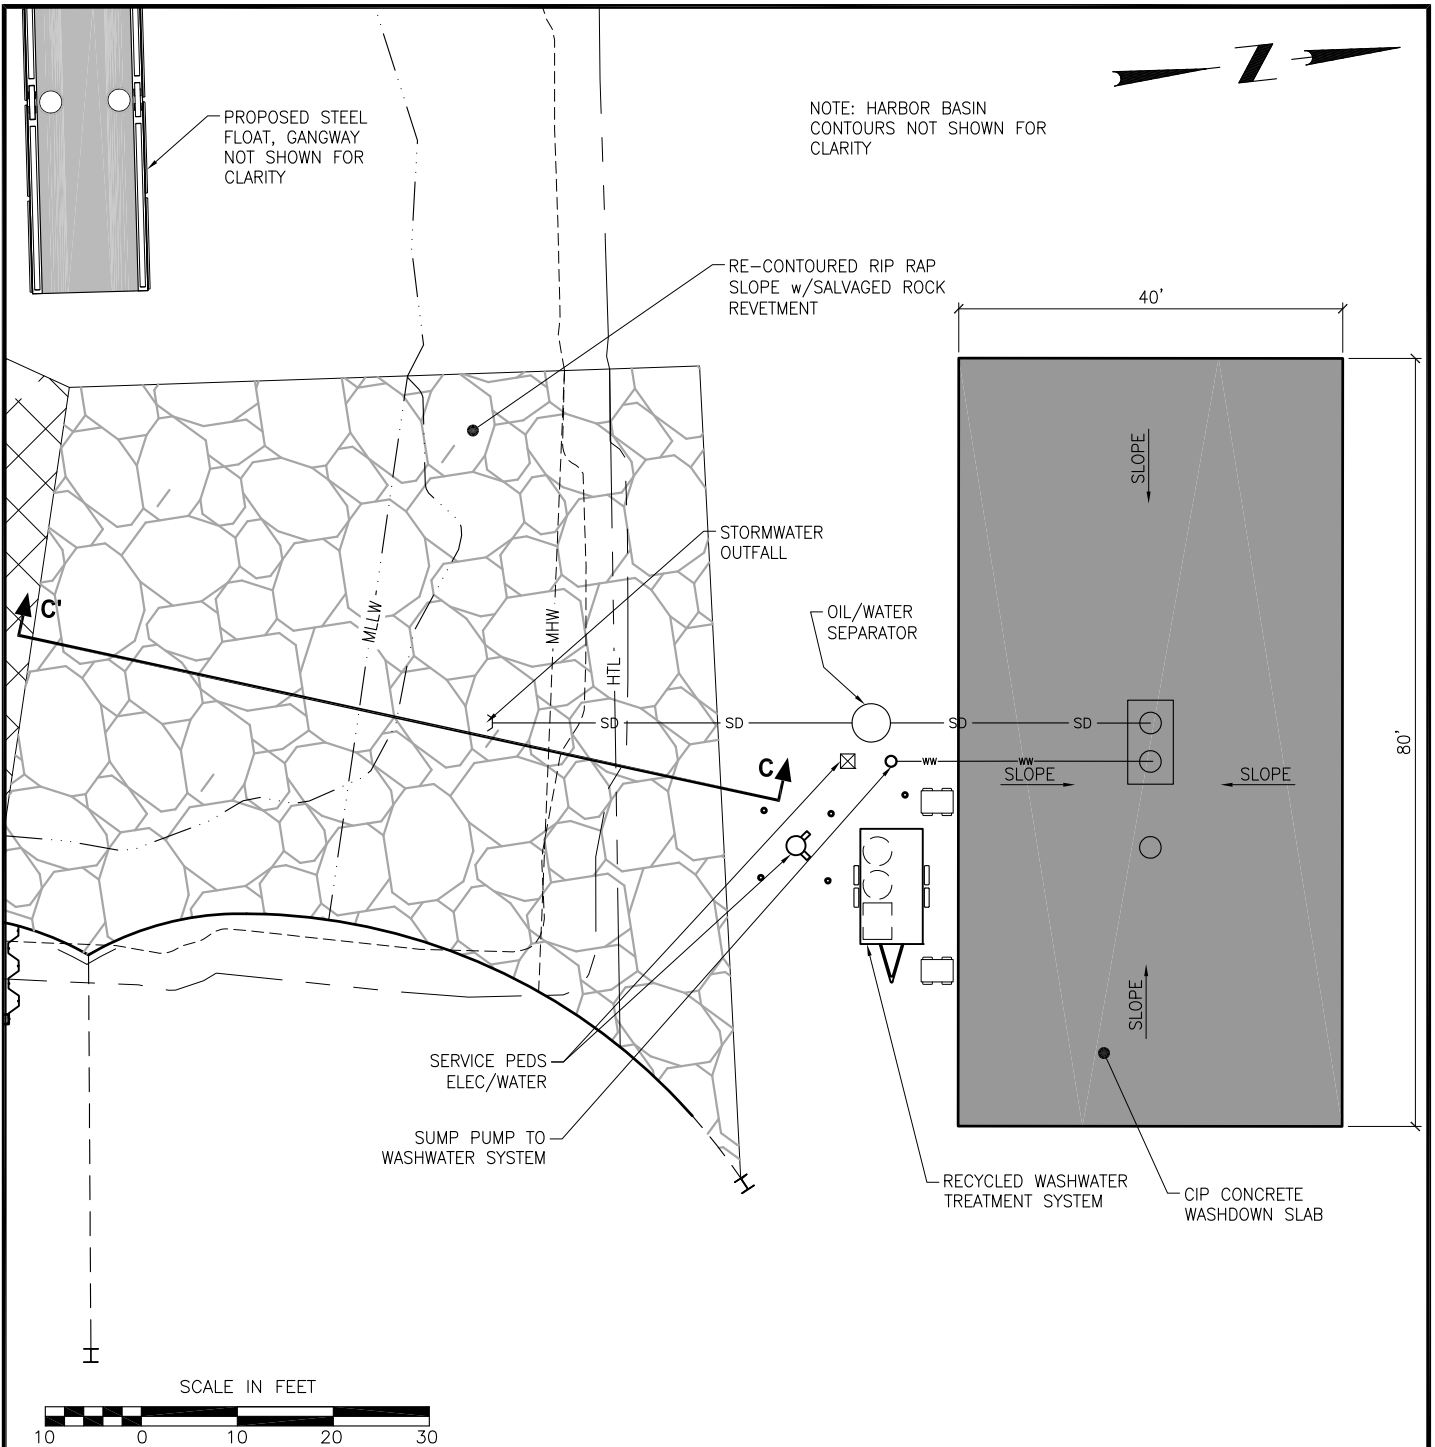 PROPOSED STEEL
FLOAT, GANGWAY
NOT SHOWN FOR
CLARITY
NOTE: HARBOR BASIN
CONTOURS NOT SHOWN FOR
CLARITY
Z
RE-CONTOURED RIP RAP
SLOPE w/SALVAGED ROCK
REVETMENT
40'
80'
SLOPE
STORMWATER
OUTFALL
C'
MLLW
MHW
HTL
OIL/WATER
SEPARATOR
SD
SD
SD
SD
C
WW
WW
SLOPE
SLOPE
SLOPE
SERVICE PEDS
ELEC/WATER
SUMP PUMP TO
WASHWATER SYSTEM
RECYCLED WASHWATER
TREATMENT SYSTEM
CIP CONCRETE
WASHDOWN SLAB
SCALE IN FEET
10 0 10 20 30